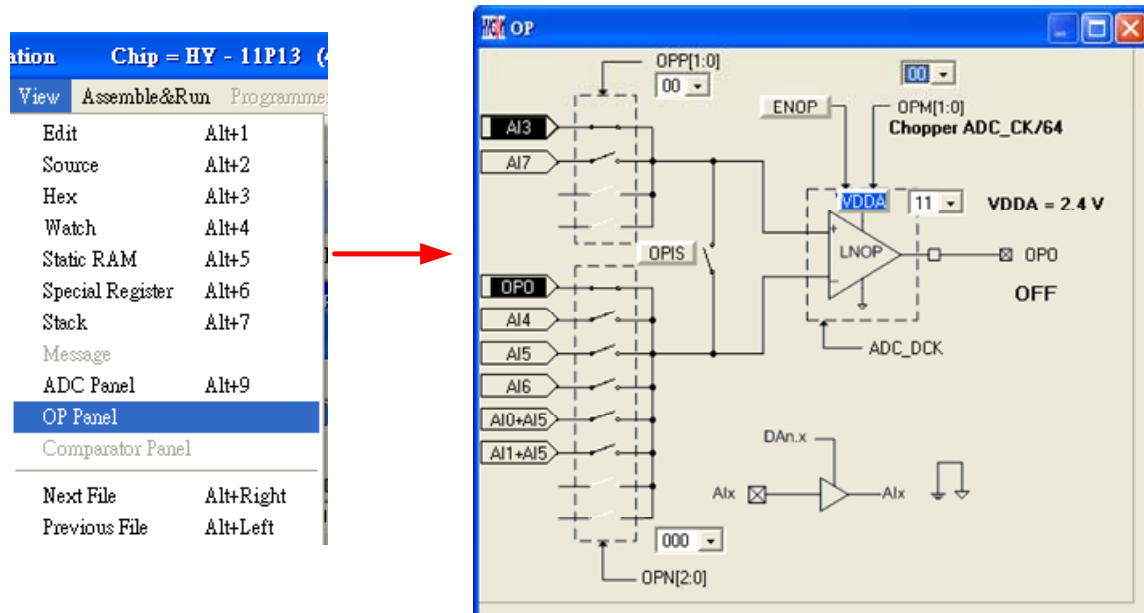 ation Chip = HY - 11P13 (
View Assemble&Run Programme
Edit Alt+1
Source Alt+2
Hex Alt+3
Watch Alt+4
Static RAM Alt+5
Special Register Alt+6
Stack Alt+7
Message
ADC Panel Alt+9
OP Panel
Comparator Panel
Next File Alt+Right
Previous File Alt+Left
OP
OPP[1:0]
00
00
ENOP
OPM[1:0]
Chopper ADC_CK/64
AI3
AI7
VDDA
11
VDDA = 2.4 V
+
LNOP
-
OPO
OFF
OPIS
OPO
AI4
AI5
AI6
AI0+AI5
AI1+AI5
ADC_DCK
DAn.x
AIx
AIx
000
OPN[2:0]